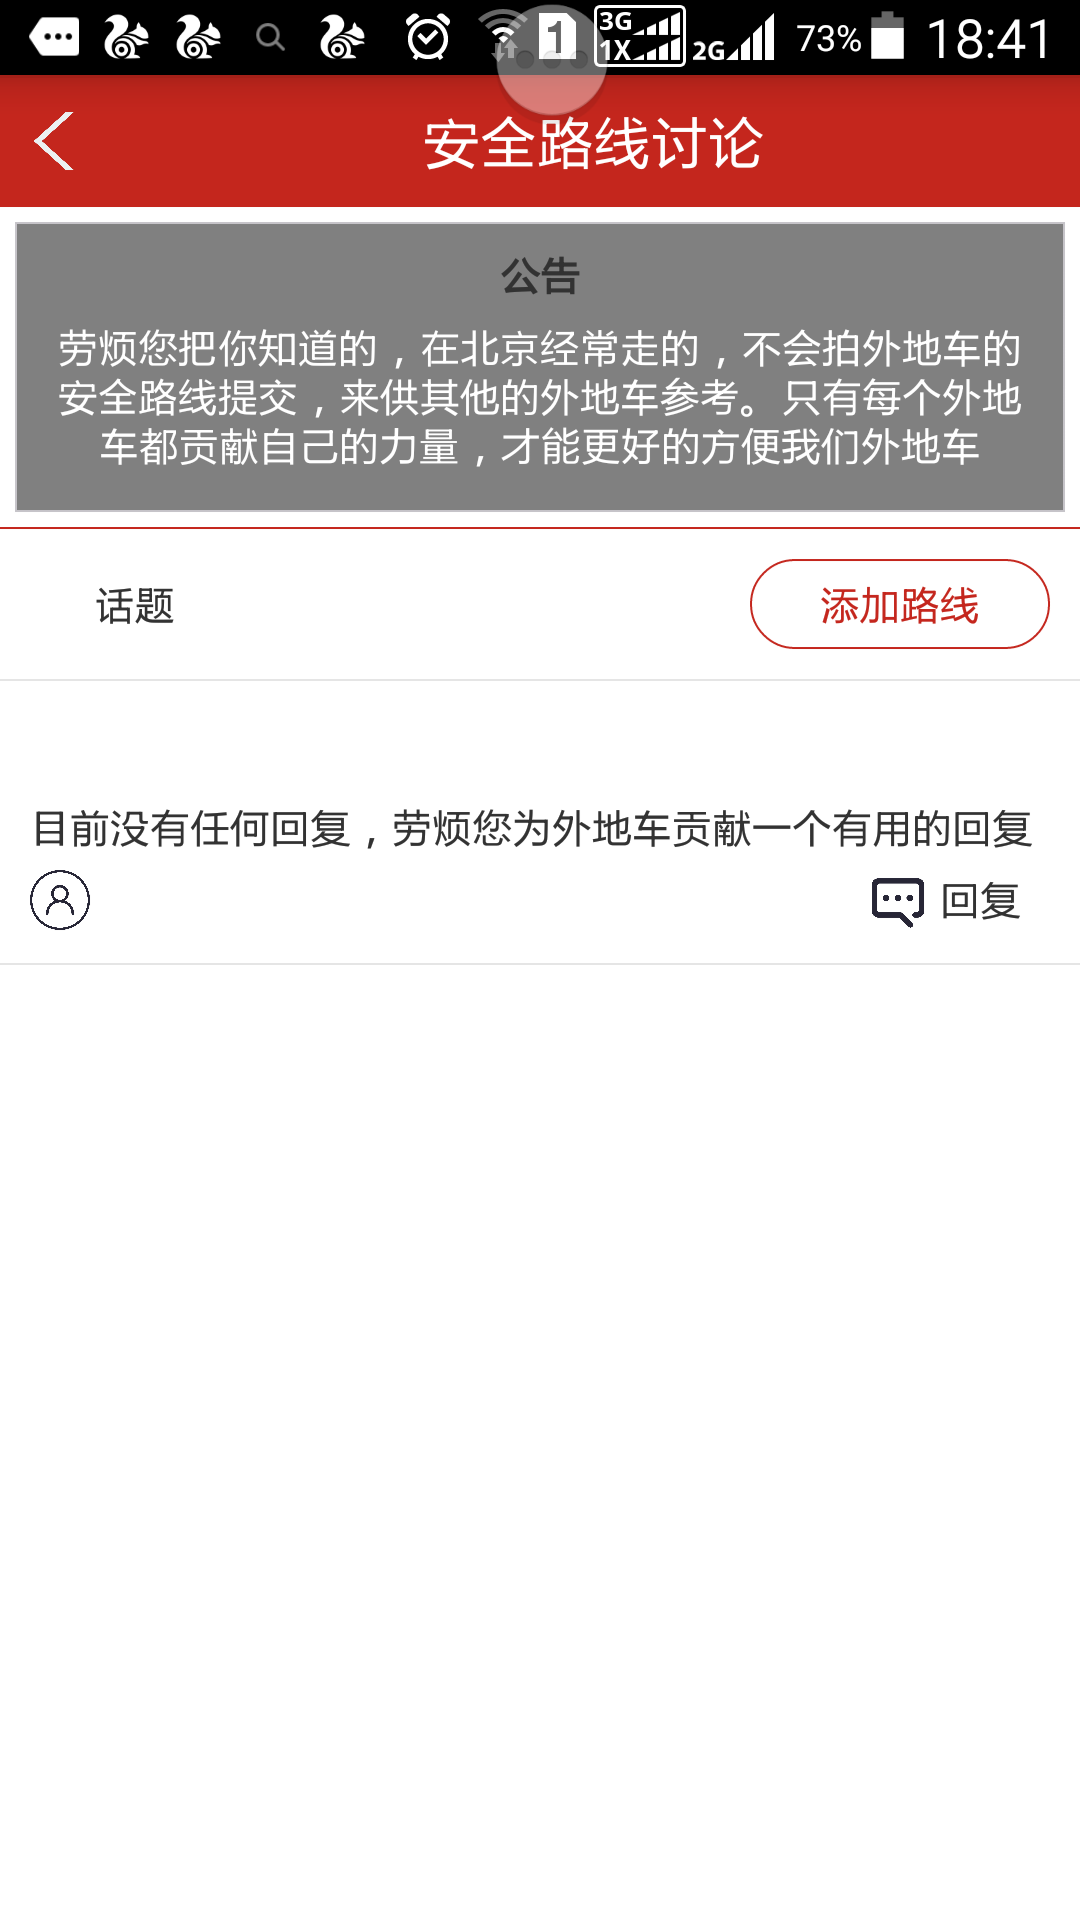 1 3G 1X 2G 73% 18:41
安全路线讨论
公告
劳烦您把你知道的，在北京经常走的，不会拍外地车的
安全路线提交，来供其他的外地车参考。只有每个外地
车都贡献自己的力量，才能更好的方便我们外地车
话题 添加路线
目前没有任何回复，劳烦您为外地车贡献一个有用的回复
回复